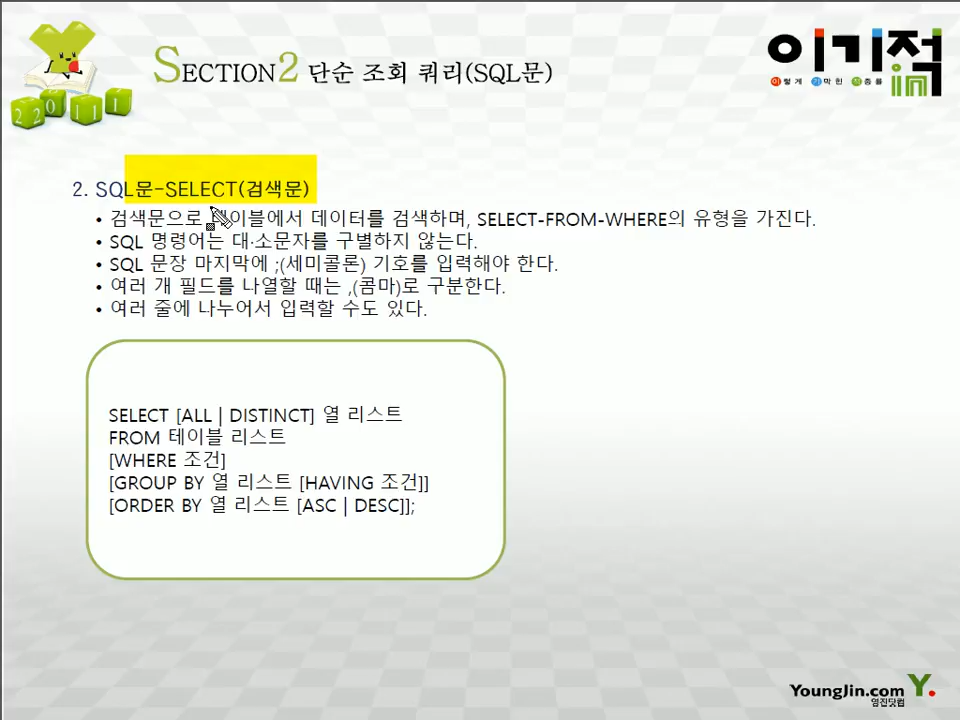 SECTION2 단순 조회 쿼리(SQL문)
이기적in
이렇게 기막힌 적중률
2011
2. SQL문-SELECT(검색문)
• 검색문으로 테이블에서 데이터를 검색하며, SELECT-FROM-WHERE의 유형을 가진다.
• SQL 명령어는 대·소문자를 구별하지 않는다.
• SQL 문장 마지막에 ;(세미콜론) 기호를 입력해야 한다.
• 여러 개 필드를 나열할 때는 ,(콤마)로 구분한다.
• 여러 줄에 나누어서 입력할 수도 있다.
SELECT [ALL | DISTINCT] 열 리스트
FROM 테이블 리스트
[WHERE 조건]
[GROUP BY 열 리스트 [HAVING 조건]]
[ORDER BY 열 리스트 [ASC | DESC]];
YoungJin.com Y.
영진닷컴